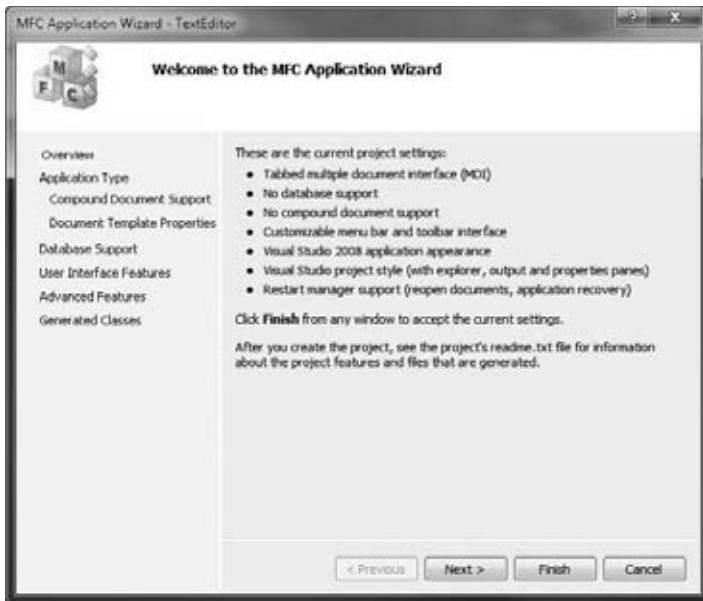 MFC Application Wizard - TextEditor
M
F C
Welcome to the MFC Application Wizard
Overview
Application Type
Compound Document Support
Document Template Properties
Database Support
User Interface Features
Advanced Features
Generated Classes
These are the current project settings:
• Tabbed multiple document interface (MDI)
• No database support
• No compound document support
• Customizable menu bar and toolbar interface
• Visual Studio 2008 application appearance
• Visual Studio project style (with explorer, output and properties panes)
• Restart manager support (reopen documents, application recovery)
Click Finish from any window to accept the current settings.
After you create the project, see the project's readme.txt file for information
about the project features and files that are generated.
< Previous Next > Finish Cancel